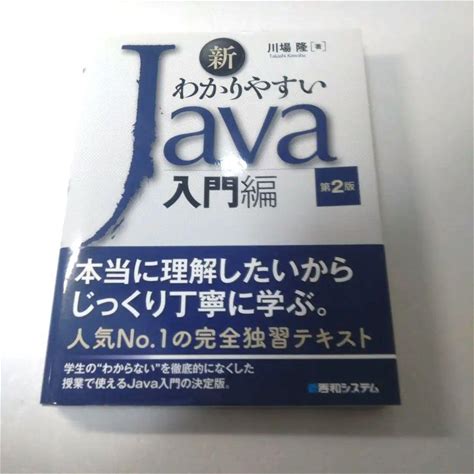 川場 隆 [著]
Takashi Kawaba
新
わかりやすい
Java
入門編
第2版
本当に理解したいから
じっくり丁寧に学ぶ。
人気No.1の完全独習テキスト
学生の“わからない”を徹底的になくした
授業で使えるJava入門の決定版。
秀和システム